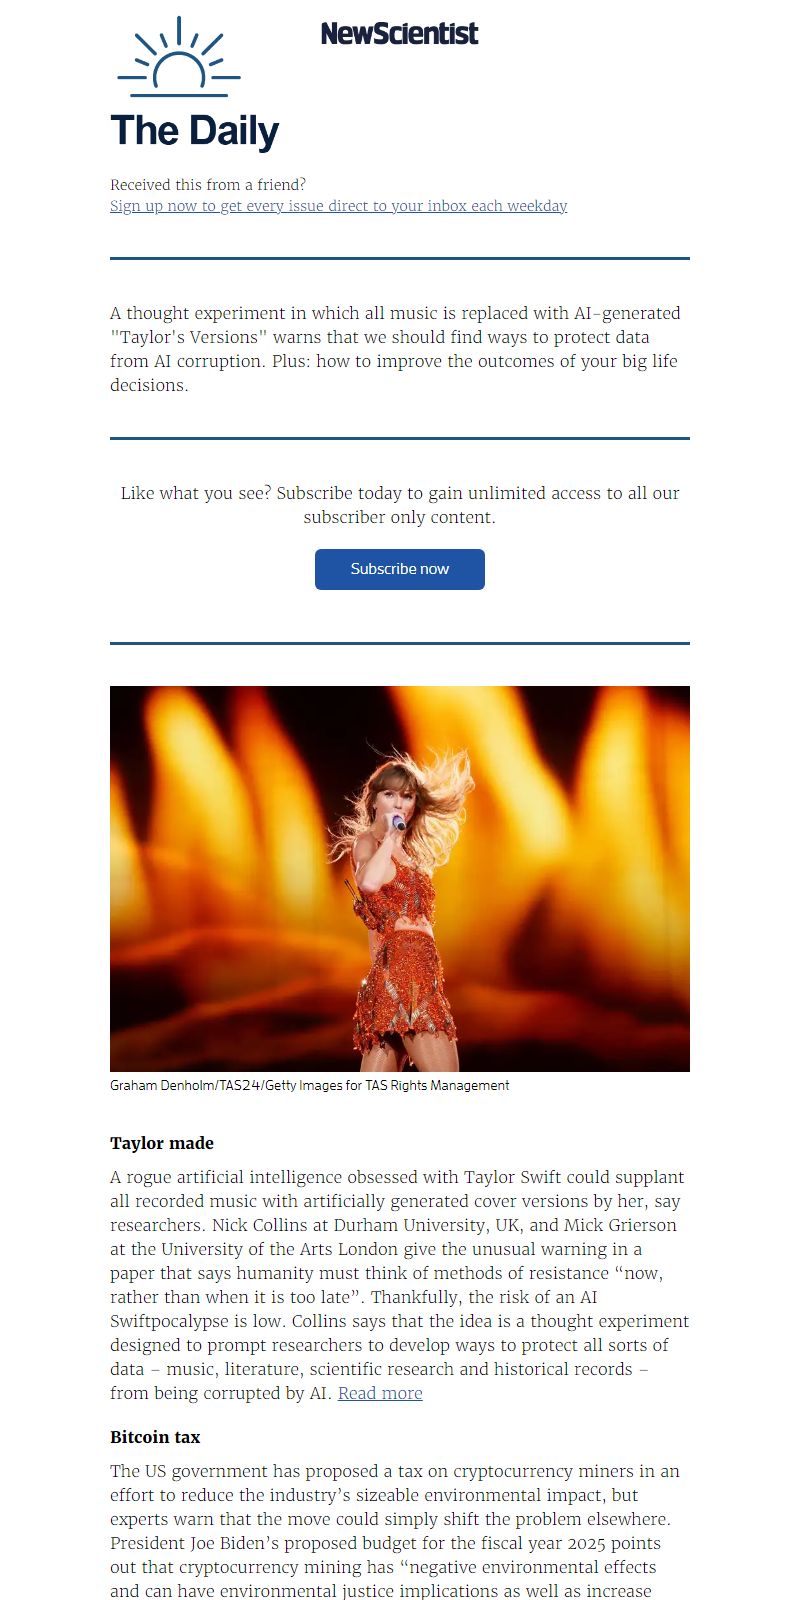 NewScientist
The Daily
Received this from a friend?
Sign up now to get every issue direct to your inbox each weekday
A thought experiment in which all music is replaced with AI-generated
"Taylor's Versions" warns that we should find ways to protect data
from AI corruption. Plus: how to improve the outcomes of your big life
decisions.
Like what you see? Subscribe today to gain unlimited access to all our
subscriber only content.
Subscribe now
Graham Denholm/TAS24/Getty Images for TAS Rights Management
Taylor made
A rogue artificial intelligence obsessed with Taylor Swift could supplant
all recorded music with artificially generated cover versions by her, say
researchers. Nick Collins at Durham University, UK, and Mick Grierson
at the University of the Arts London give the unusual warning in a
paper that says humanity must think of methods of resistance “now,
rather than when it is too late”. Thankfully, the risk of an AI
Swiftpocalypse is low. Collins says that the idea is a thought experiment
designed to prompt researchers to develop ways to protect all sorts of
data – music, literature, scientific research and historical records –
from being corrupted by AI. Read more
Bitcoin tax
The US government has proposed a tax on cryptocurrency miners in an
effort to reduce the industry’s sizeable environmental impact, but
experts warn that the move could simply shift the problem elsewhere.
President Joe Biden’s proposed budget for the fiscal year 2025 points
out that cryptocurrency mining has “negative environmental effects
and can have environmental justice implications as well as increase